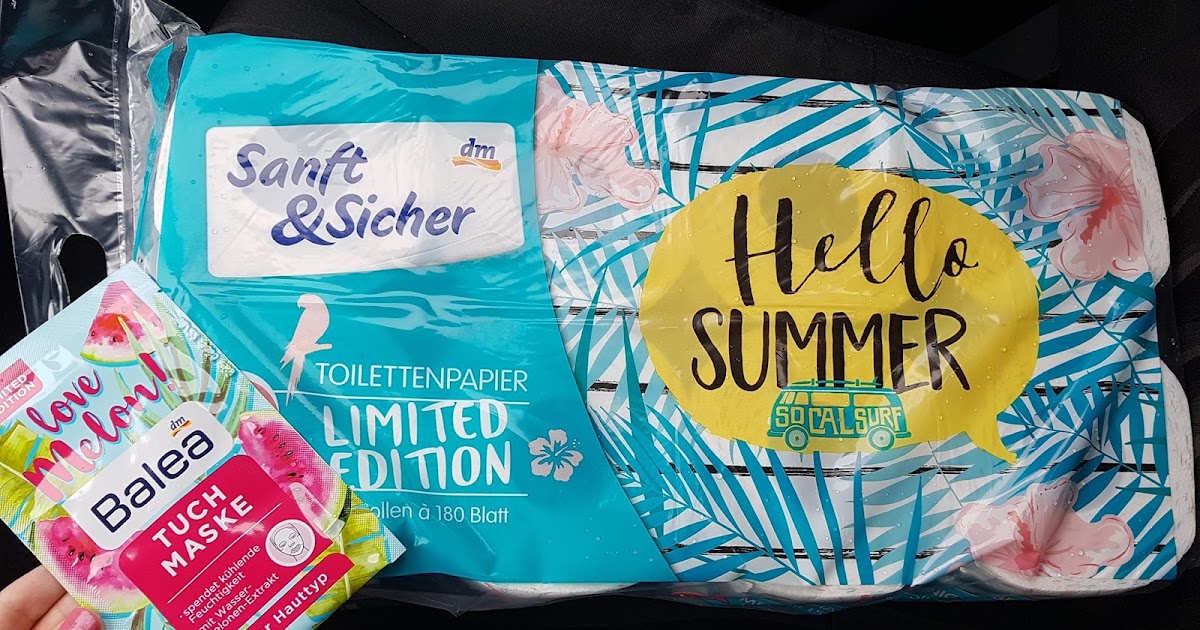 Sanft
&Sicher
dm
TOILETTENPAPIER
LIMITED
EDITION
à 180 Blatt
Hello
SUMMER
SO CAL SURF
LIMITED
EDITION
love
Melon!
dm
Balea
TUCH
MASKE
spendet kühlende
Feuchtigkeit
mit Wasser-
melonen-Extrakt
Hauttyp